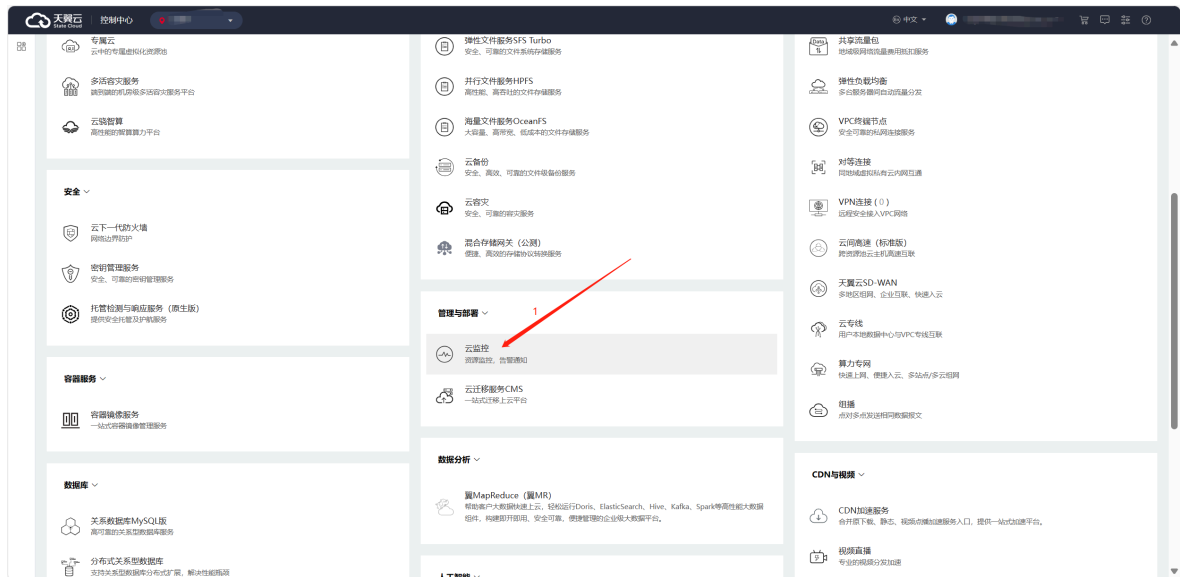 天翼云
State Cloud
控制中心
中文
专属云
云中的专属虚拟化资源池
多活容灾服务
端到端的机房级多活容灾服务平台
云骁智算
高性能的智算算力平台
安全
云下一代防火墙
网络边界防护
密钥管理服务
安全、可靠的密钥管理服务
托管检测与响应服务（原生版）
提供安全托管及护航服务
容器服务
容器镜像服务
一站式容器镜像管理服务
数据库
关系数据库MySQL版
高可靠的关系型数据库服务
分布式关系型数据库
支持关系型数据库分布式扩展，解决性能瓶颈
弹性文件服务SFS Turbo
安全、可靠的文件系统存储服务
并行文件服务HPFS
高性能、高吞吐的文件存储服务
海量文件服务OceanFS
大容量、高带宽、低成本的文件存储服务
云备份
安全、高效、可靠的文件级备份服务
云容灾
安全、可靠的容灾服务
混合存储网关（公测）
便捷、高效的存储协议转换服务
管理与部署
1
云监控
资源监控，告警通知
云迁移服务CMS
一站式迁移上云平台
数据分析
翼MapReduce（翼MR）
帮助客户大数据快速上云，轻松运行Doris、ElasticSearch、Hive、Kafka、Spark等高性能大数据
组件，构建即开即用、安全可靠、便捷管理的企业级大数据平台。
人工智能
共享流量包
地域级网络流量费用抵扣服务
弹性负载均衡
多台服务器间自动流量分发
VPC终端节点
安全可靠的私网连接服务
对等连接
同地域虚拟私有云内网互通
VPN连接 ( 0 )
远程安全接入VPC网络
云间高速（标准版）
跨资源池云主机高速互联
天翼云SD-WAN
多地区组网、企业互联、快速入云
云专线
用户本地数据中心与VPC专线互联
算力专网
快速上网、便捷入云、多站点/多云组网
组播
点对多点发送相同数据报文
CDN与视频
CDN加速服务
合并原下载、静态、视频点播加速服务入口，提供一站式加速平台。
视频直播
专业的视频分发加速